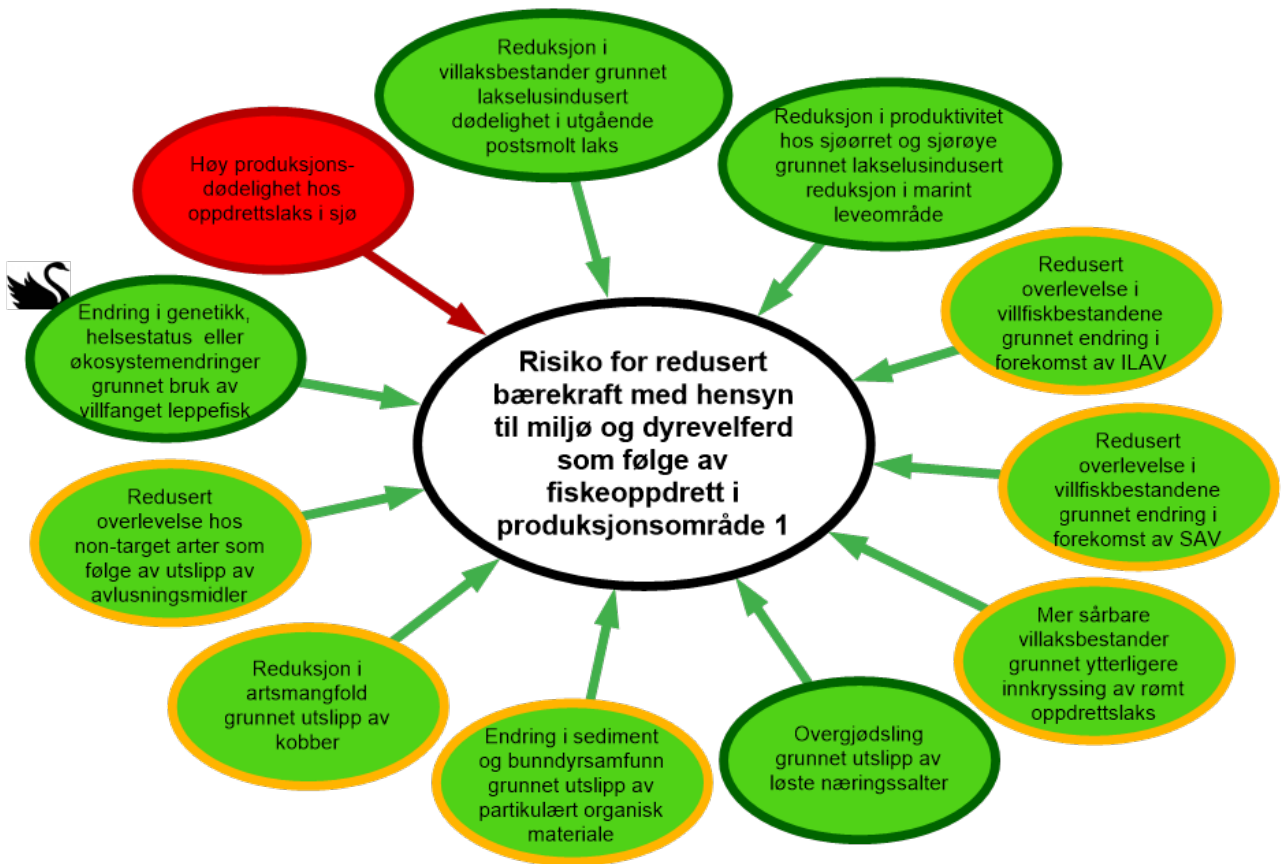 Reduksjon i
villaksbestander grunnet
lakselusindusert
dødelighet i utgående
postsmolt laks
Reduksjon i produktivitet
hos sjøørret og sjørøye
grunnet lakselusindusert
reduksjon i marint
leveområde
Høy produksjons-
dødelighet hos
oppdrettslaks i sjø
Redusert
overlevelse i
villfiskbestandene
grunnet endring i
forekomst av ILAV
Endring i genetikk,
helsestatus eller
økosystemendringer
grunnet bruk av
villfanget leppefisk
Risiko for redusert
bærekraft med hensyn
til miljø og dyrevelferd
som følge av
fiskeoppdrett i
produksjonsområde 1
Redusert
overlevelse i
villfiskbestandene
grunnet endring i
forekomst av SAV
Redusert
overlevelse hos
non-target arter som
følge av utslipp av
avlusningsmidler
Mer sårbare
villaksbestander
grunnet ytterligere
innkryssing av rømt
oppdrettslaks
Reduksjon i
artsmangfold
grunnet utslipp av
kobber
Endring i sediment
og bunndyrsamfunn
grunnet utslipp av
partikulært organisk
materiale
Overgjødsling
grunnet utslipp av
løste næringssalter